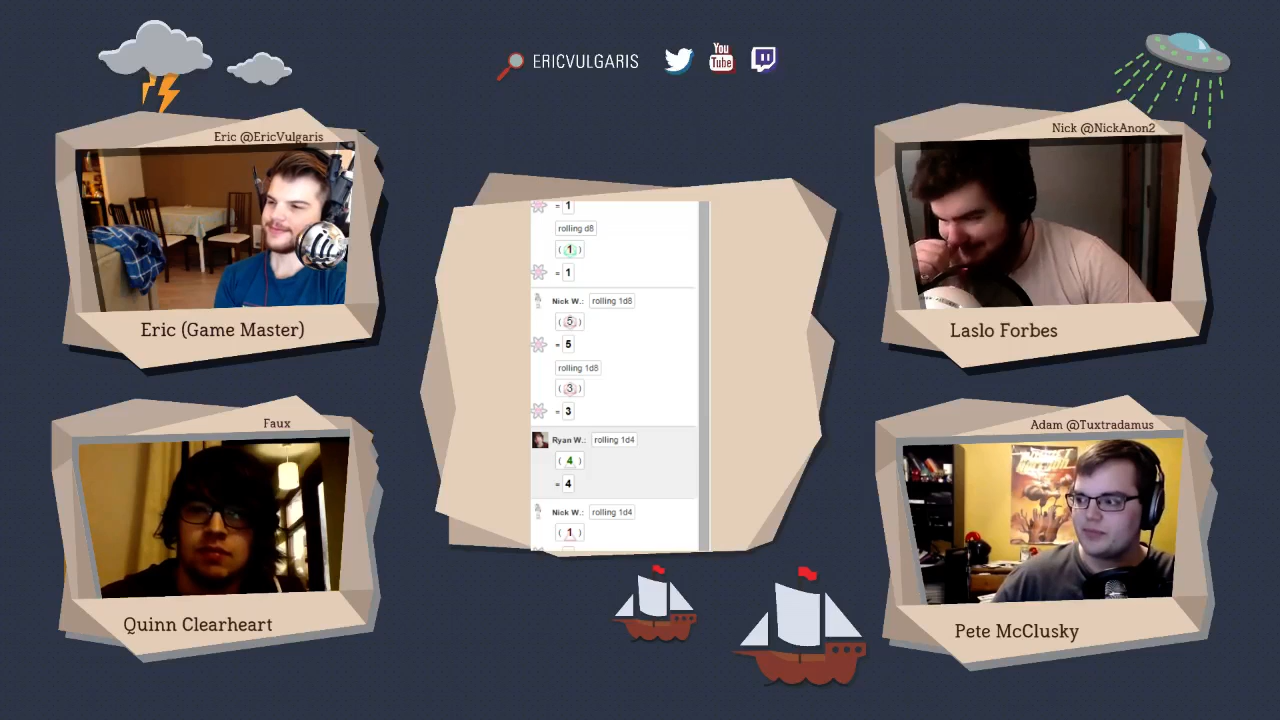 ERICVULGARIS
You
Tube
Eric @EricVulgaris
Eric (Game Master)
Nick @NickAnon2
Laslo Forbes
= 1
rolling d8
( 1 )
= 1
Nick W.: rolling 1d8
( 5 )
= 5
rolling 1d8
( 3 )
= 3
Ryan W.: rolling 1d4
( 4 )
= 4
Nick W.: rolling 1d4
( 1 )
Faux
Quinn Clearheart
Adam @Tuxtradamus
Pete McClusky